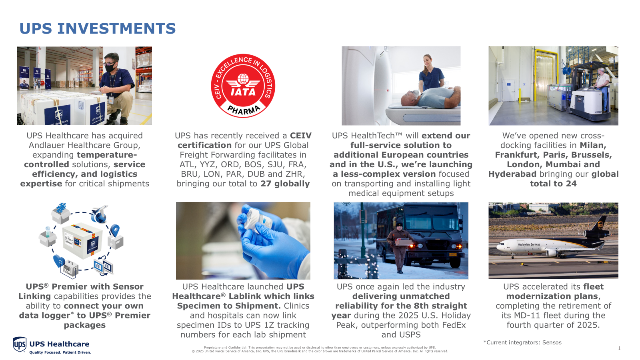 UPS INVESTMENTS
CEIV - EXCELLENCE IN LOGISTICS
IATA
PHARMA
UPS Healthcare has acquired
Andlauer Healthcare Group,
expanding temperature-
controlled solutions, service
efficiency, and logistics
expertise for critical shipments
UPS has recently received a CEIV
certification for our UPS Global
Freight Forwarding facilitates in
ATL, YYZ, ORD, BOS, SJU, FRA,
BRU, LON, PAR, DUB and ZHR,
bringing our total to 27 globally
UPS HealthTech™ will extend our
full-service solution to
additional European countries
and in the U.S., we're launching
a less-complex version focused
on transporting and installing light
medical equipment setups
We've opened new cross-
docking facilities in Milan,
Frankfurt, Paris, Brussels,
London, Mumbai and
Hyderabad bringing our global
total to 24
UPS® Premier with Sensor
Linking capabilities provides the
ability to connect your own
data logger* to UPS® Premier
packages
UPS Healthcare launched UPS
Healthcare® Lablink which links
Specimen to Shipment. Clinics
and hospitals can now link
specimen IDs to UPS 1Z tracking
numbers for each lab shipment
UPS once again led the industry
delivering unmatched
reliability for the 8th straight
year during the 2025 U.S. Holiday
Peak, outperforming both FedEx
and USPS
UPS accelerated its fleet
modernization plans,
completing the retirement of
its MD-11 fleet during the
fourth quarter of 2025.
*Current integrators: Sensos
UPS Healthcare
Quality Focused. Patient Driven.
1